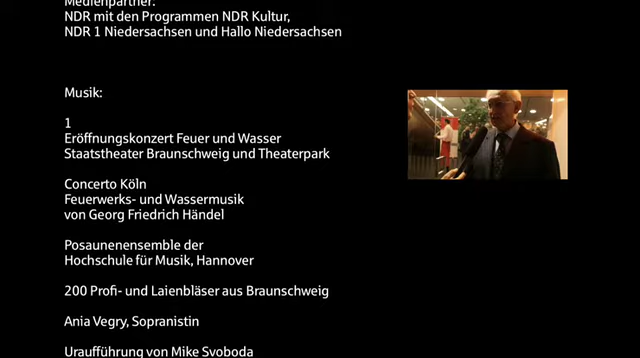 Medienpartner:
NDR mit den Programmen NDR Kultur,
NDR 1 Niedersachsen und Hallo Niedersachsen
Musik:
1
Eröffnungskonzert Feuer und Wasser
Staatstheater Braunschweig und Theaterpark
Concerto Köln
Feuerwerks- und Wassermusik
von Georg Friedrich Händel
Posaunenensemble der
Hochschule für Musik, Hannover
200 Profi- und Laienbläser aus Braunschweig
Ania Vegry, Sopranistin
Uraufführung von Mike Svoboda